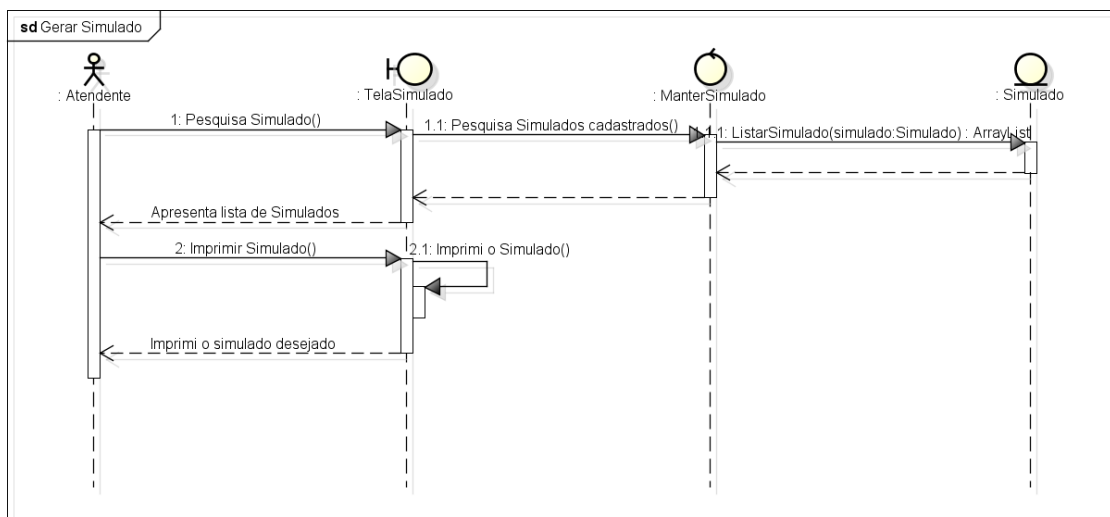 sd Gerar Simulado
: Atendente
: TelaSimulado
: ManterSimulado
: Simulado
1: Pesquisa Simulado()
1.1: Pesquisa Simulados cadastrados()
1.1.1: ListarSimulado(simulado:Simulado) : ArrayList
Apresenta lista de Simulados
2: Imprimir Simulado()
2.1: Imprimi o Simulado()
Imprimi o simulado desejado